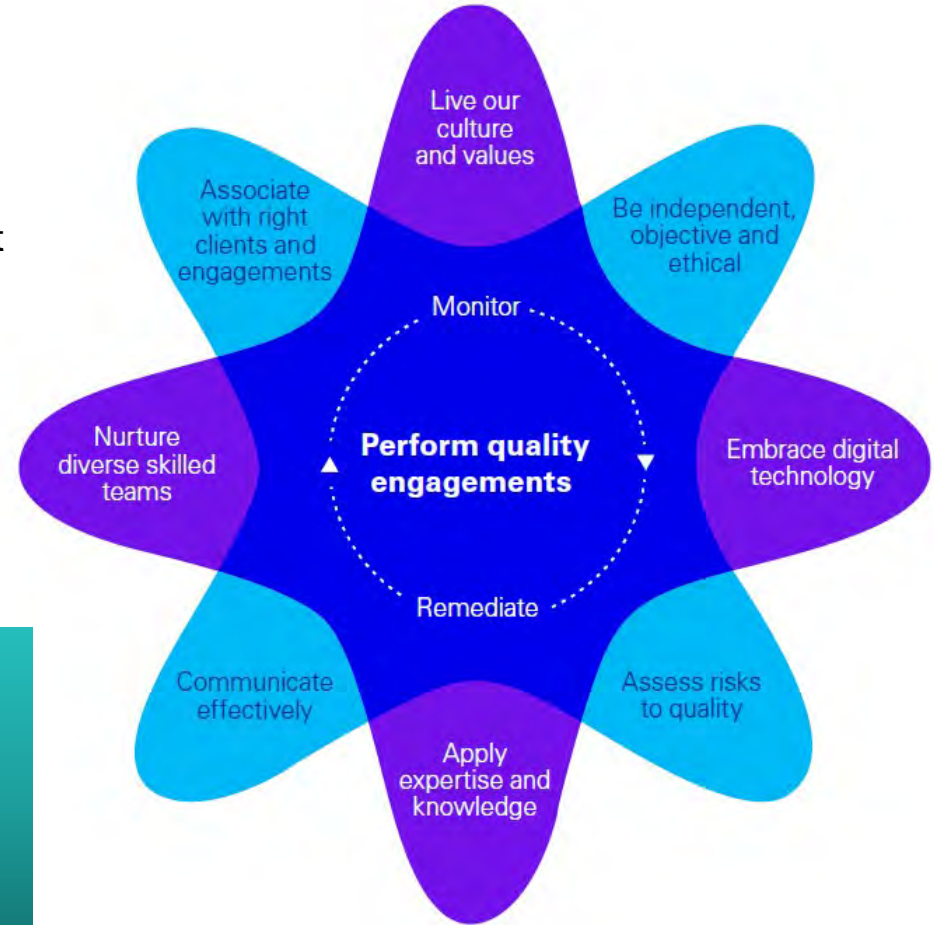 Live our
culture
and values
Associate
with right
clients and
engagements
Be independent,
objective and
ethical
t
Monitor
Nurture
diverse skilled
teams
Perform quality
engagements
Embrace digital
technology
Remediate
Communicate
effectively
Assess risks
to quality
Apply
expertise and
knowledge